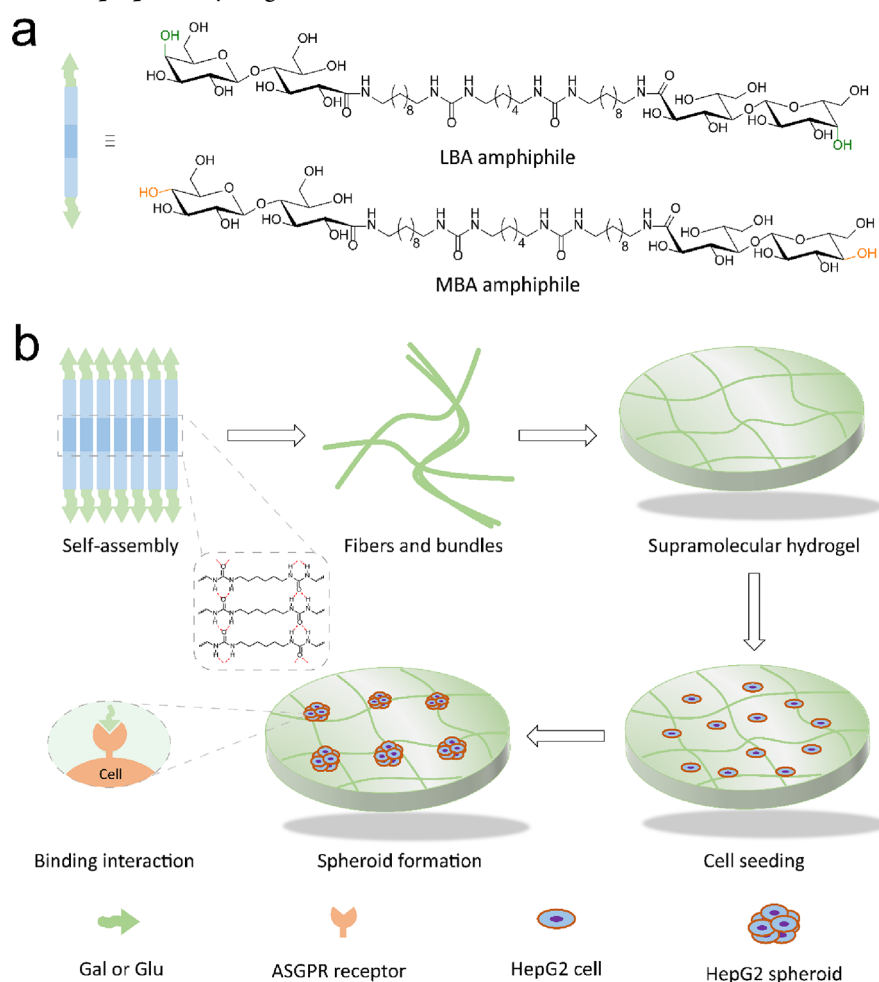 a
LBA amphiphile
MBA amphiphile
b
Self-assembly
Fibers and bundles
Supramolecular hydrogel
Cell
Binding interaction
Spheroid formation
Cell seeding
Gal or Glu
ASGPR receptor
HepG2 cell
HepG2 spheroid